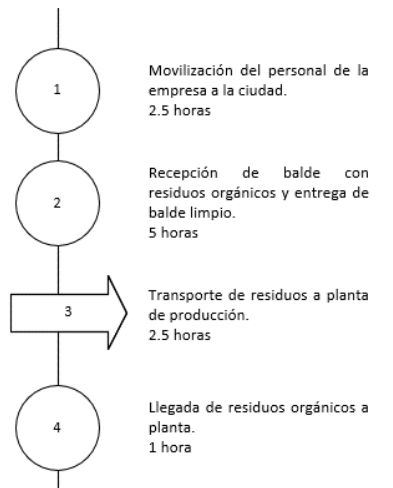 1
Movilización del personal de la
empresa a la ciudad.
2.5 horas
2
Recepción de balde con
residuos orgánicos y entrega de
balde limpio.
5 horas
3
Transporte de residuos a planta
de producción.
2.5 horas
4
Llegada de residuos orgánicos a
planta.
1 hora